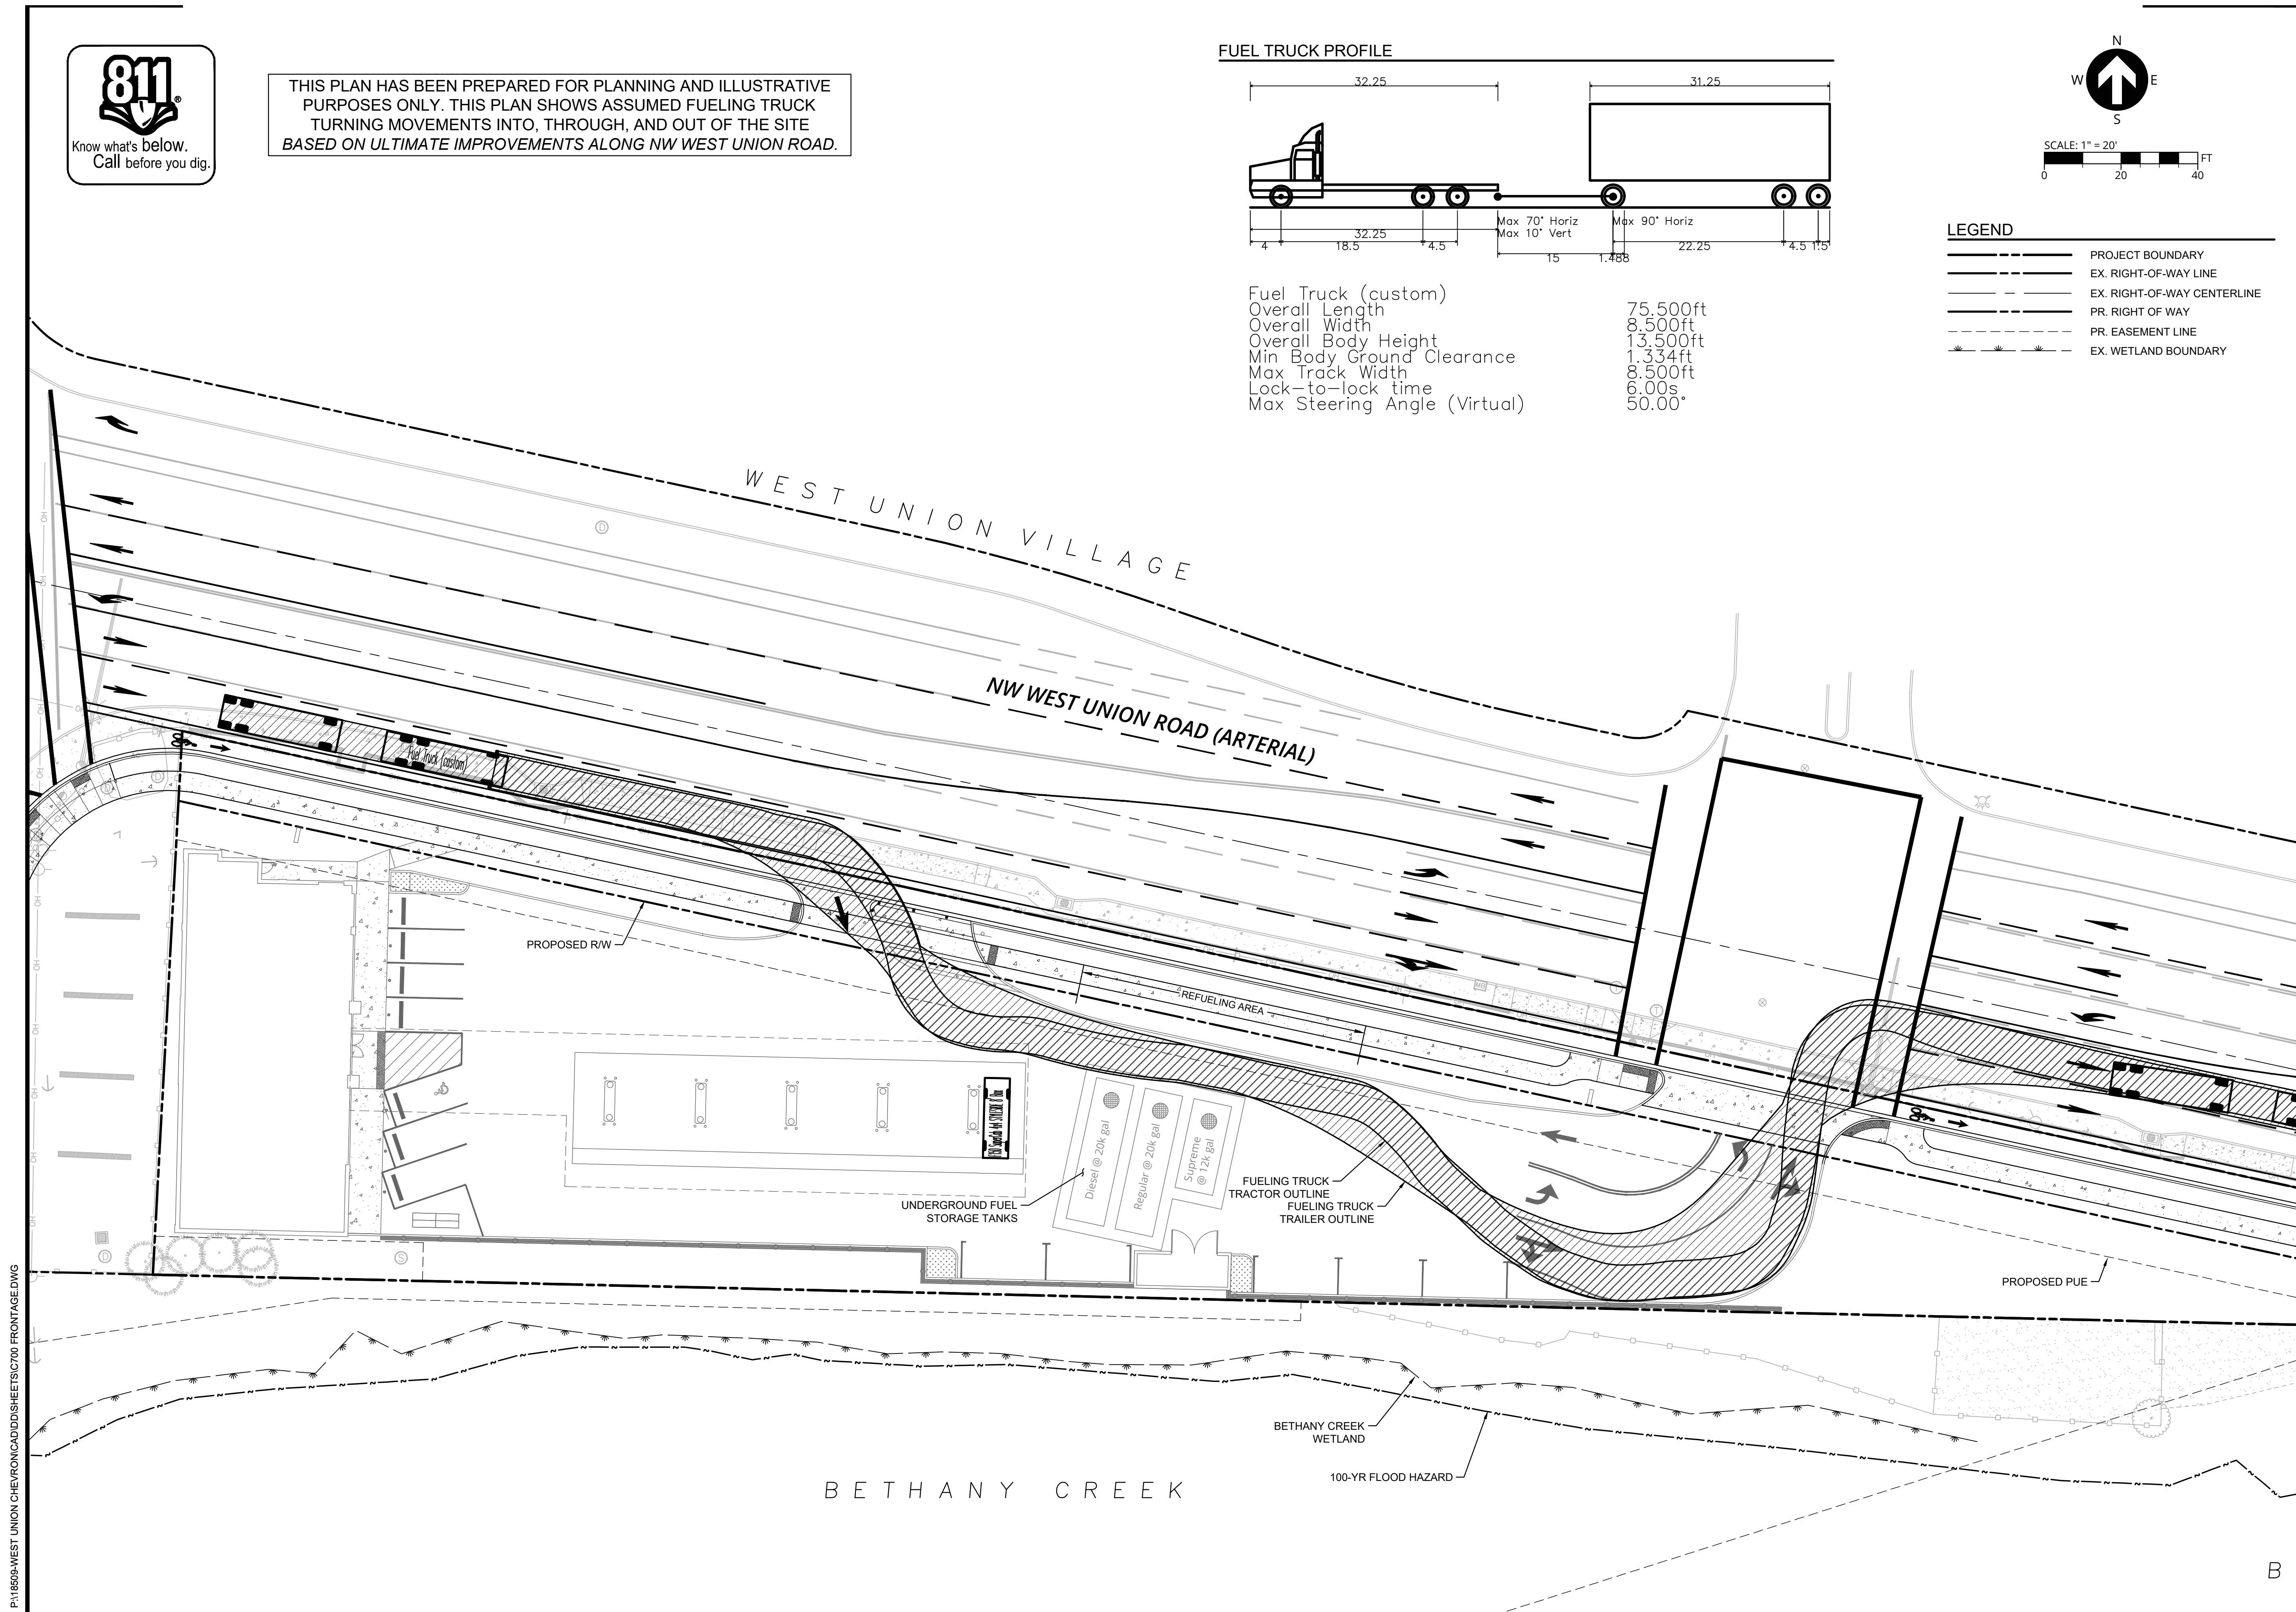 811®
Know what's below.
Call before you dig.
THIS PLAN HAS BEEN PREPARED FOR PLANNING AND ILLUSTRATIVE
PURPOSES ONLY. THIS PLAN SHOWS ASSUMED FUELING TRUCK
TURNING MOVEMENTS INTO, THROUGH, AND OUT OF THE SITE
BASED ON ULTIMATE IMPROVEMENTS ALONG NW WEST UNION ROAD.
FUEL TRUCK PROFILE
32.25
31.25
Max 70° Horiz
Max 10° Vert
Max 90° Horiz
32.25
4
18.5
4.5
22.25
4.5
1.5
15
1.488
Fuel Truck (custom)
Overall Length 75.500ft
Overall Width 8.500ft
Overall Body Height 13.500ft
Min Body Ground Clearance 1.334ft
Max Track Width 8.500ft
Lock-to-lock time 6.00s
Max Steering Angle (Virtual) 50.00°
N
W E
S
SCALE: 1" = 20'
FT
0 20 40
LEGEND
PROJECT BOUNDARY
EX. RIGHT-OF-WAY LINE
EX. RIGHT-OF-WAY CENTERLINE
PR. RIGHT OF WAY
PR. EASEMENT LINE
EX. WETLAND BOUNDARY
WEST UNION VILLAGE
NW WEST UNION ROAD (ARTERIAL)
Fuel Truck (custom)
PROPOSED R/W
REFUELING AREA
Diesel @ 20k gal
Regular @ 20k gal
Supreme
@ 12k gal
UNDERGROUND FUEL
STORAGE TANKS
FUELING TRUCK
TRACTOR OUTLINE
FUELING TRUCK
TRAILER OUTLINE
PROPOSED PUE
BETHANY CREEK
WETLAND
100-YR FLOOD HAZARD
BETHANY CREEK
B
P:\18509-WEST UNION CHEVRON\CAD\DD\SHEETS\C700 FRONTAGE.DWG